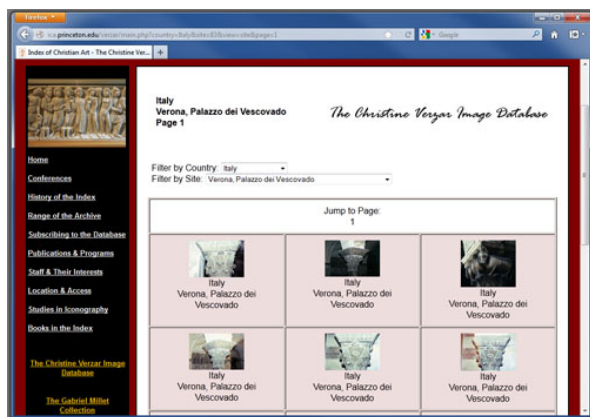 Firefox
ica.princeton.edu/verzar/main.php?country=Italy&site=83&view=site&page=1
Google
Index of Christian Art - The Christine Ver...
Home
Conferences
History of the Index
Range of the Archive
Subscribing to the Database
Publications & Programs
Staff & Their Interests
Location & Access
Studies in Iconography
Books in the Index
The Christine Verzar Image
Database
The Gabriel Millet
Collection
Italy
Verona, Palazzo dei Vescovado
Page 1
The Christine Verzar Image Database
Filter by Country: Italy
Filter by Site: Verona, Palazzo dei Vescovado
Jump to Page:
1
Italy
Verona, Palazzo dei
Vescovado
Italy
Verona, Palazzo dei
Vescovado
Italy
Verona, Palazzo dei
Vescovado
Italy
Verona, Palazzo dei
Vescovado
Italy
Verona, Palazzo dei
Vescovado
Italy
Verona, Palazzo dei
Vescovado